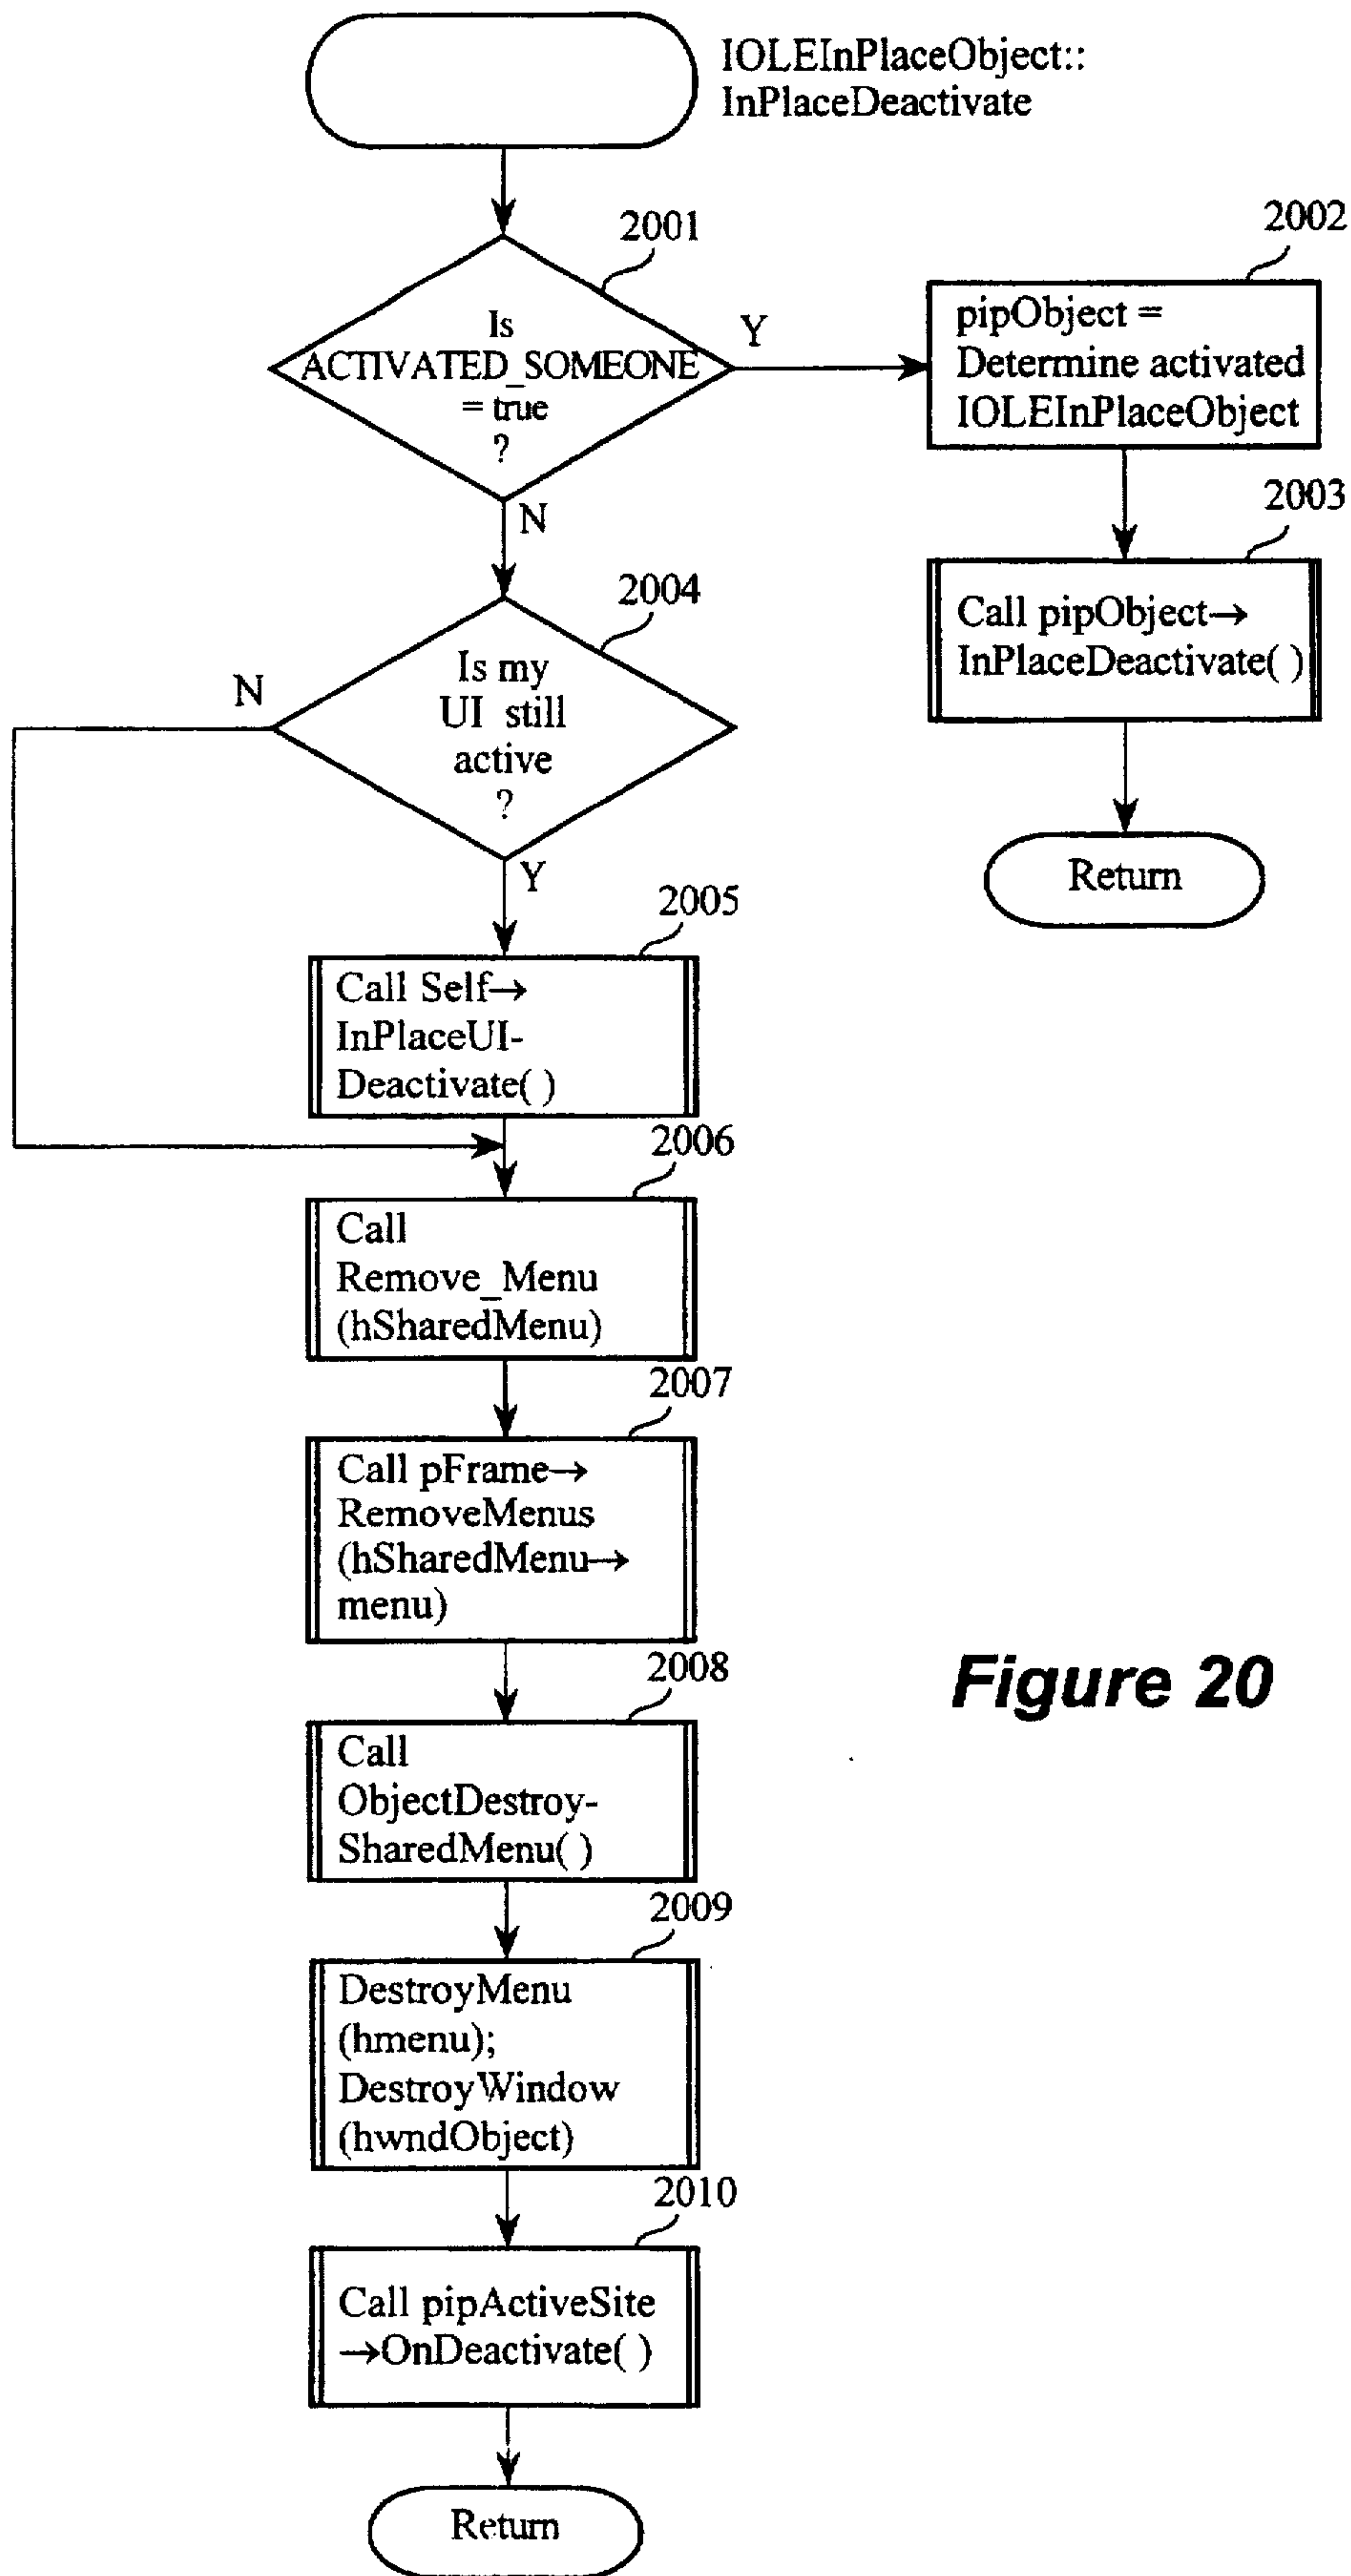 IOLEInPlaceObject::
InPlaceDeactivate
2001
Is
ACTIVATED_SOMEONE
= true
?
Y
N
2002
pipObject =
Determine activated
IOLEInPlaceObject
2003
Call pipObject→
InPlaceDeactivate( )
Return
2004
Is my
UI still
active
?
N
Y
2005
Call Self→
InPlaceUI-
Deactivate( )
2006
Call
Remove_Menu
(hSharedMenu)
2007
Call pFrame→
RemoveMenus
(hSharedMenu→
menu)
2008
Call
ObjectDestroy-
SharedMenu( )
2009
DestroyMenu
(hmenu);
DestroyWindow
(hwndObject)
2010
Call pipActiveSite
→OnDeactivate( )
Return
Figure 20